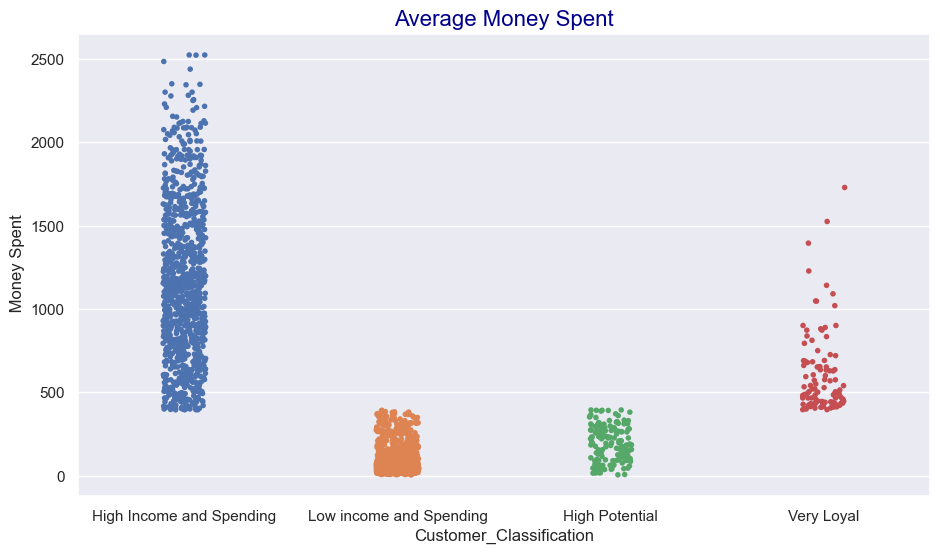 Average Money Spent
2500
2000
1500
1000
500
0
Money Spent
High Income and Spending
Low income and Spending
High Potential
Very Loyal
Customer_Classification